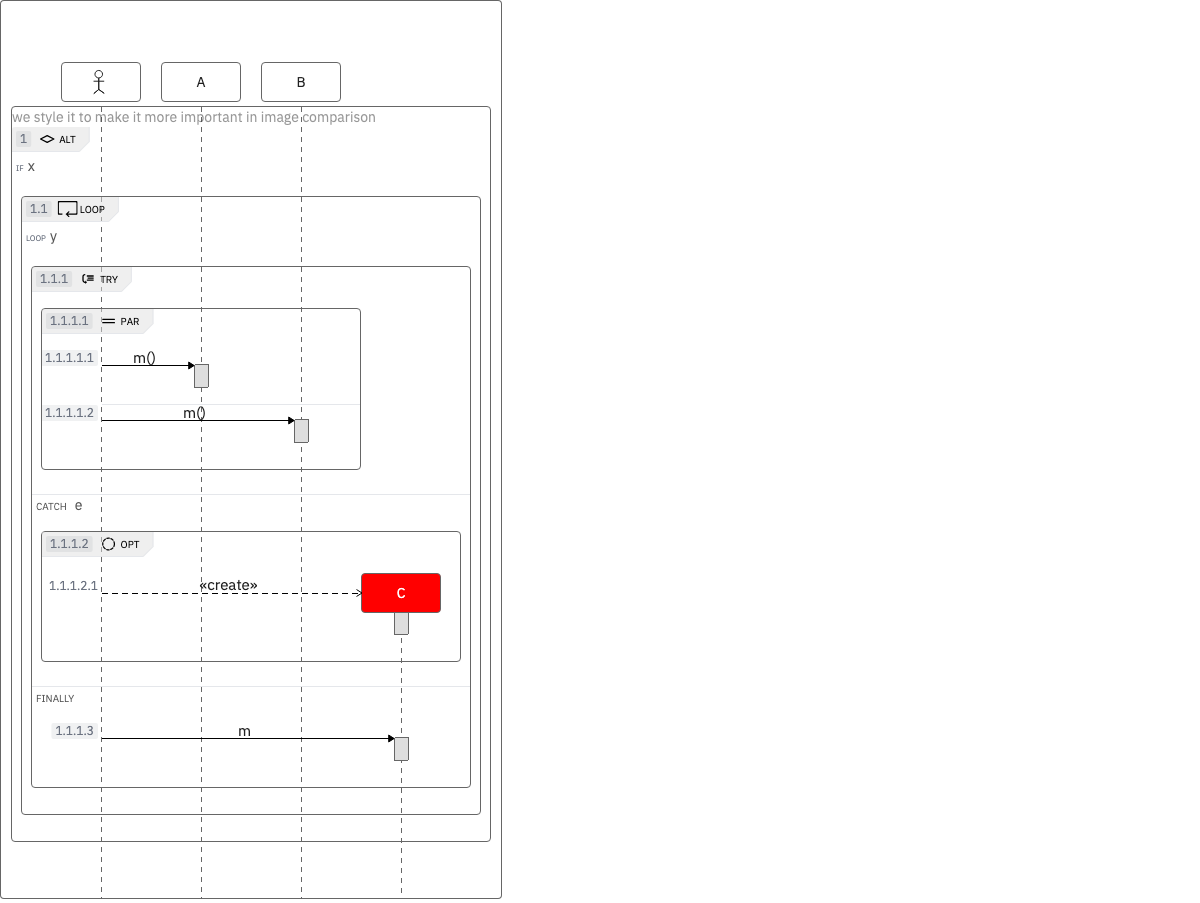 A
B
we style it to make it more important in image comparison
1 ALT
IF x
1.1 LOOP
LOOP y
1.1.1 TRY
1.1.1.1 PAR
1.1.1.1.1 m()
1.1.1.1.2 m()
CATCH e
1.1.1.2 OPT
1.1.1.2.1 «create» C
FINALLY
1.1.1.3 m